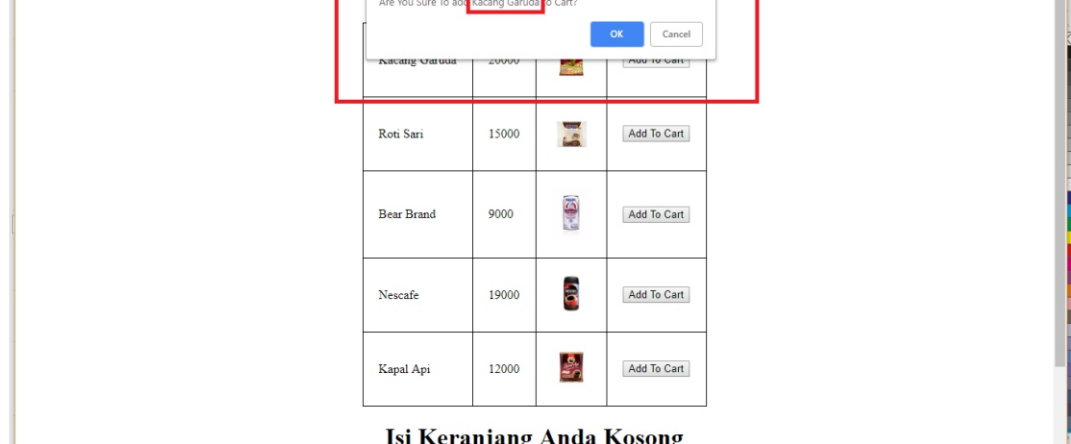 Are You Sure To add Kacang Garuda to Cart?
OK Cancel
Kacang Garuda 20000 Add To Cart
Roti Sari 15000 Add To Cart
Bear Brand 9000 Add To Cart
Nescafe 19000 Add To Cart
Kapal Api 12000 Add To Cart
Isi Keranjang Anda Kosong